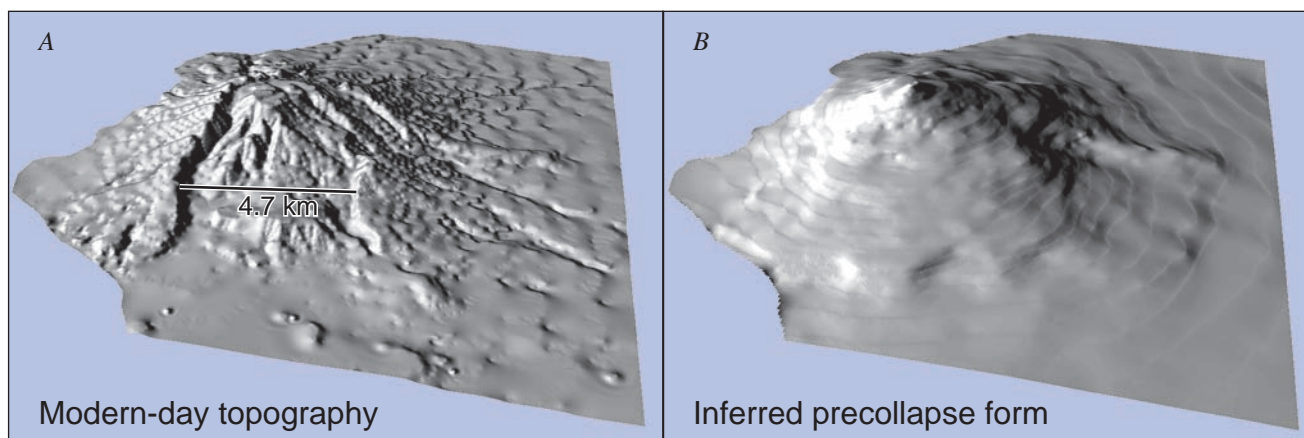 A
4.7 km
Modern-day topography
B
Inferred precollapse form